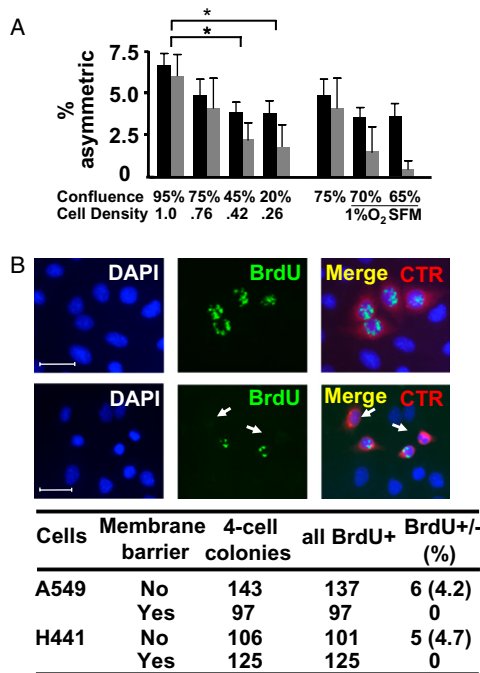 A
* 
*
% asymmetric
7.5
5.0
2.5
0
Confluence 95% 75% 45% 20% 75% 70% 65%
Cell Density 1.0 .76 .42 .26 1%O2 SFM
B
DAPI BrdU Merge CTR
DAPI BrdU Merge CTR
Cells Membrane barrier 4-cell colonies all BrdU+ BrdU+/- (%)
A549 No 143 137 6 (4.2)
Yes 97 97 0
H441 No 106 101 5 (4.7)
Yes 125 125 0